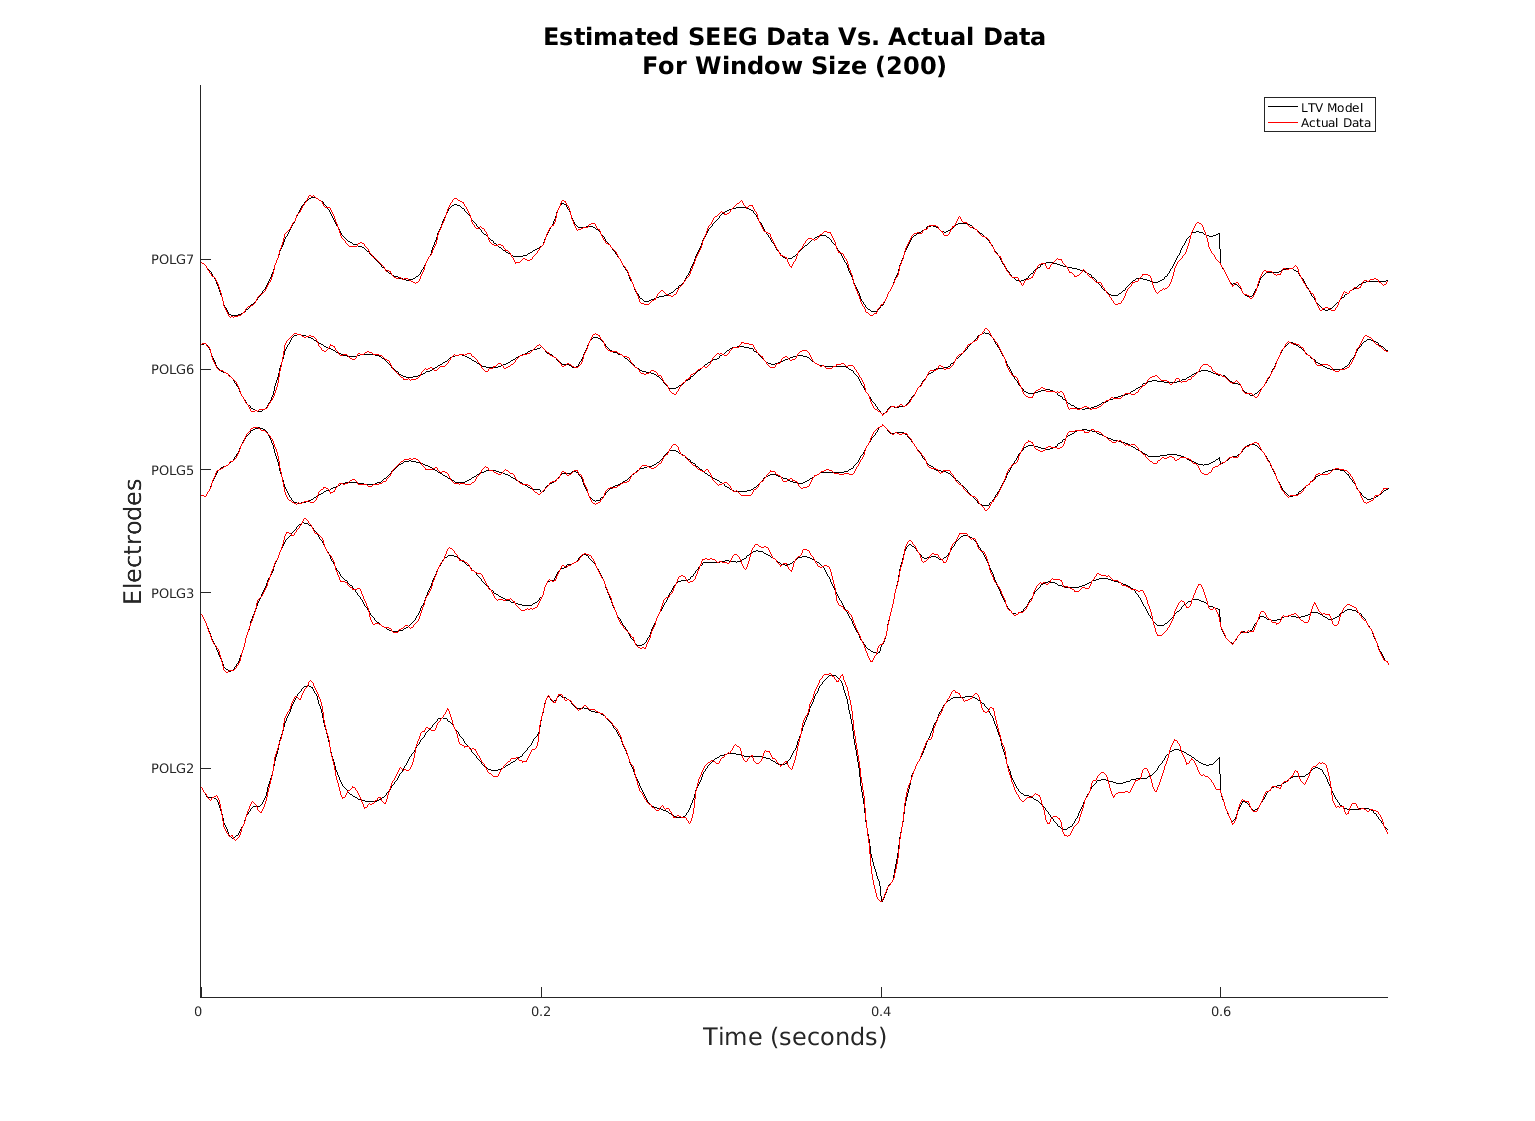 Estimated SEEG Data Vs. Actual Data
For Window Size (200)
LTV Model
Actual Data
POLG7
POLG6
POLG5
POLG3
POLG2
Electrodes
0
0.2
0.4
0.6
Time (seconds)